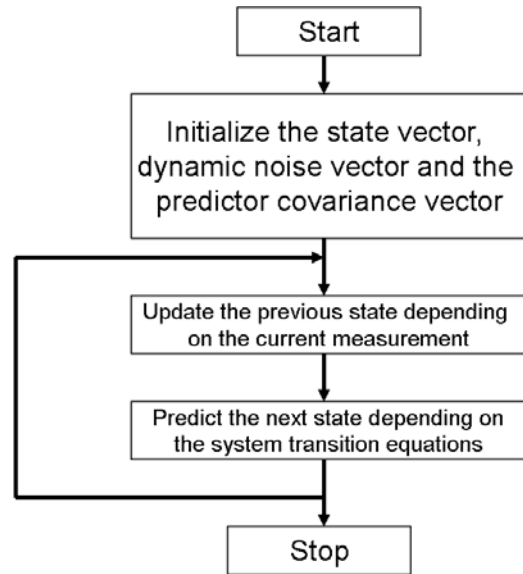 Start
Initialize the state vector,
dynamic noise vector and the
predictor covariance vector
Update the previous state depending
on the current measurement
Predict the next state depending on
the system transition equations
Stop